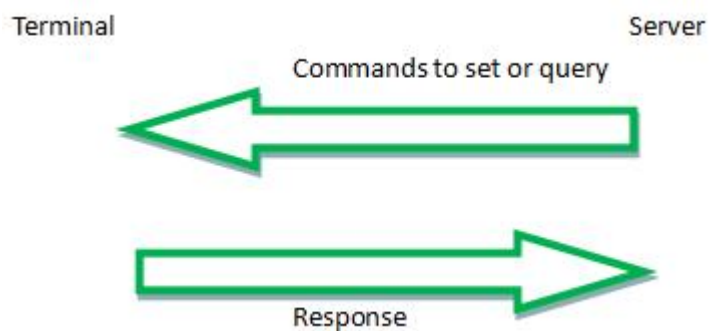 Terminal
Server
Commands to set or query
Response